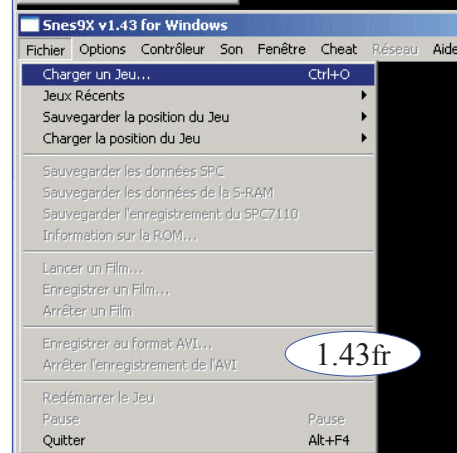 Snes9X v1.43 for Windows
Fichier Options Contrôleur Son Fenêtre Cheat Réseau Aide
Charger un Jeu... Ctrl+O
Jeux Récents
Sauvegarder la position du Jeu
Charger la position du Jeu
Sauvegarder les données SPC
Sauvegarder les données de la S-RAM
Sauvegarder l'enregistrement du SPC7110
Information sur la ROM...
Lancer un Film...
Enregistrer un Film...
Arrêter un Film
Enregistrer au format AVI...
Arrêter l'enregistrement de l'AVI
1.43fr
Redémarrer le Jeu
Pause Pause
Quitter Alt+F4